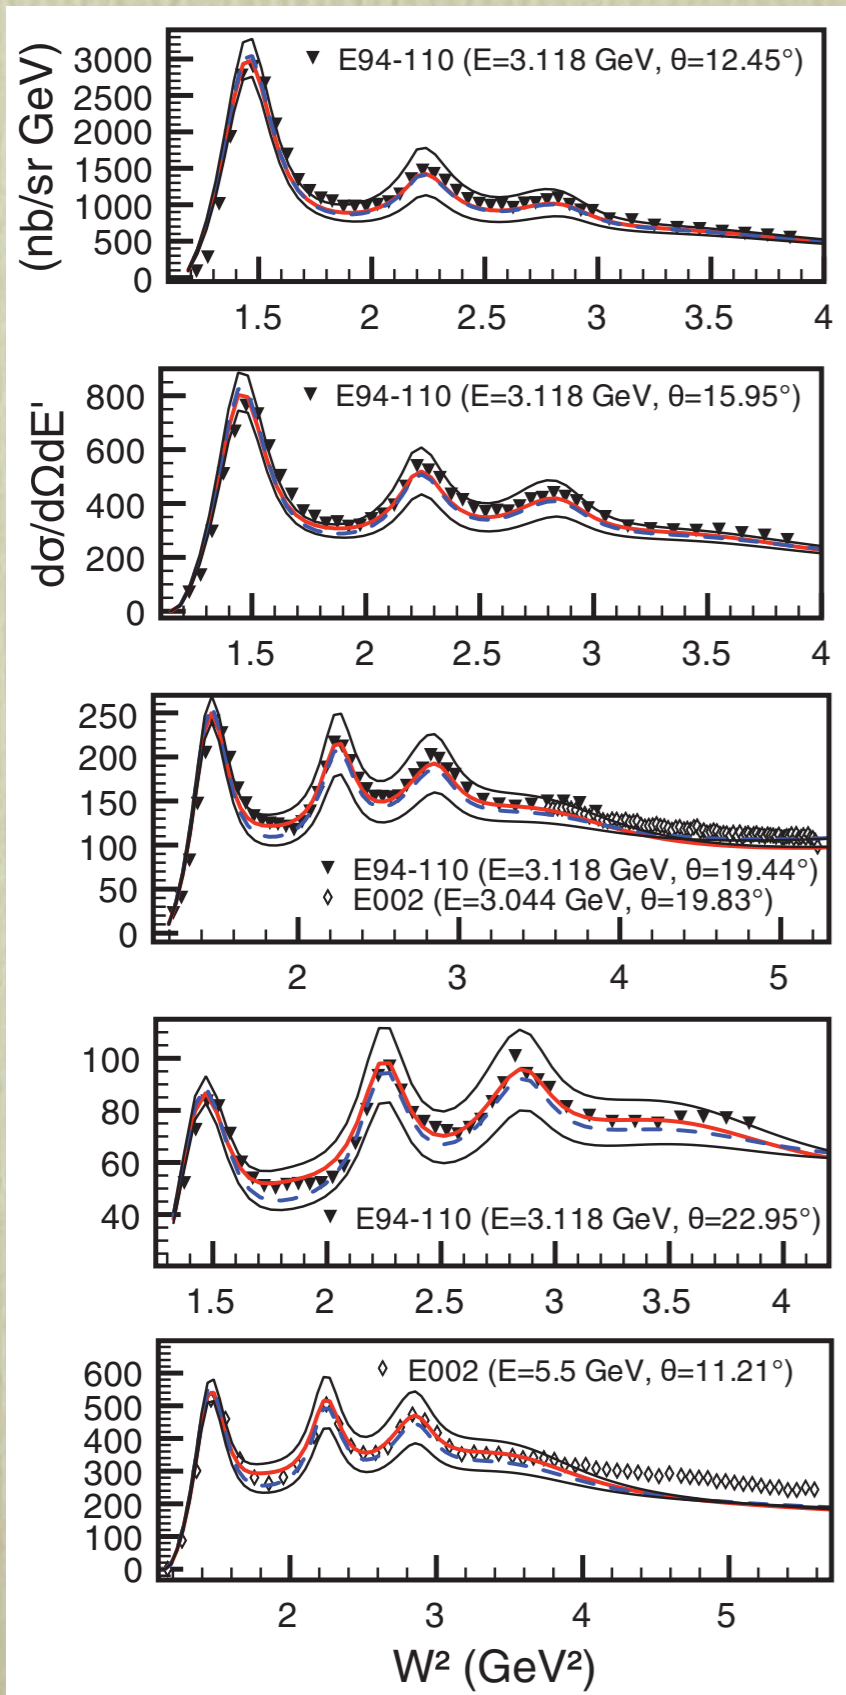 (nb/sr GeV)
dσ/dΩdE'
E94-110 (E=3.118 GeV, θ=12.45°)
3000
2500
2000
1500
1000
500
0
1.5 2 2.5 3 3.5 4
E94-110 (E=3.118 GeV, θ=15.95°)
800
600
400
200
0
1.5 2 2.5 3 3.5 4
250
200
150
100
50
0
E94-110 (E=3.118 GeV, θ=19.44°)
E002 (E=3.044 GeV, θ=19.83°)
2 3 4 5
100
80
60
40
E94-110 (E=3.118 GeV, θ=22.95°)
1.5 2 2.5 3 3.5 4
E002 (E=5.5 GeV, θ=11.21°)
600
500
400
300
200
100
0
2 3 4 5
W² (GeV²)